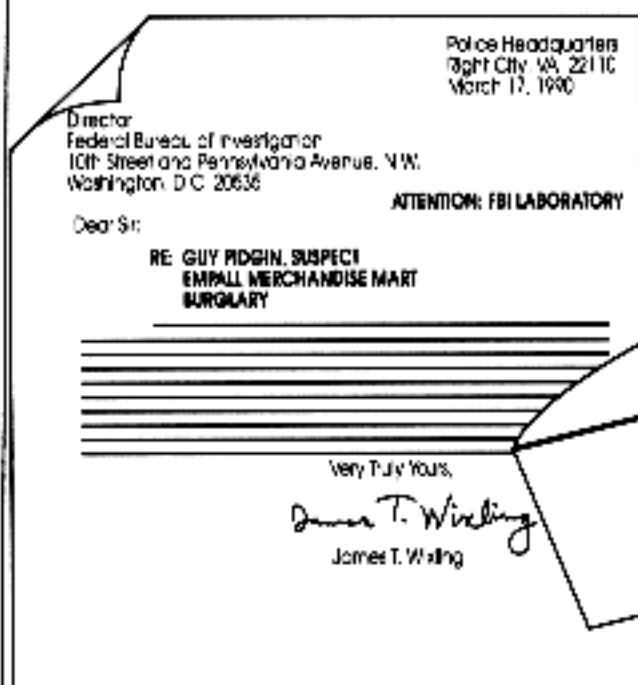 Police Headquarters
Right City, VA, 22110
March 17, 1990
Director
Federal Bureau of Investigation
10th Street and Pennsylvania Avenue, N.W.
Washington, D.C. 20535
ATTENTION: FBI LABORATORY
Dear Sir:
RE: GUY PIDGIN, SUSPECT
EMPALL MERCHANDISE MART
BURGLARY
Very Truly Yours,
James T. Wixling
James T. Wixling